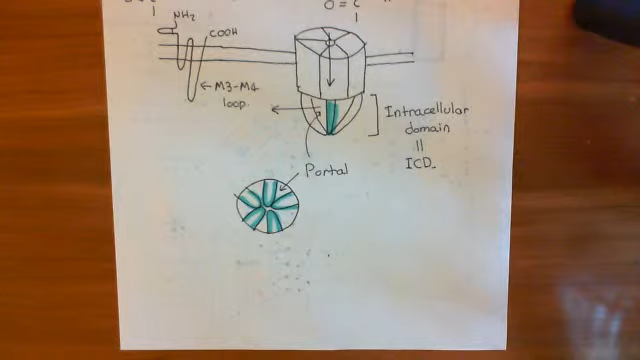 O = C
NH2
COOH
M3-M4
loop.
Intracellular
domain
=
ICD.
Portal